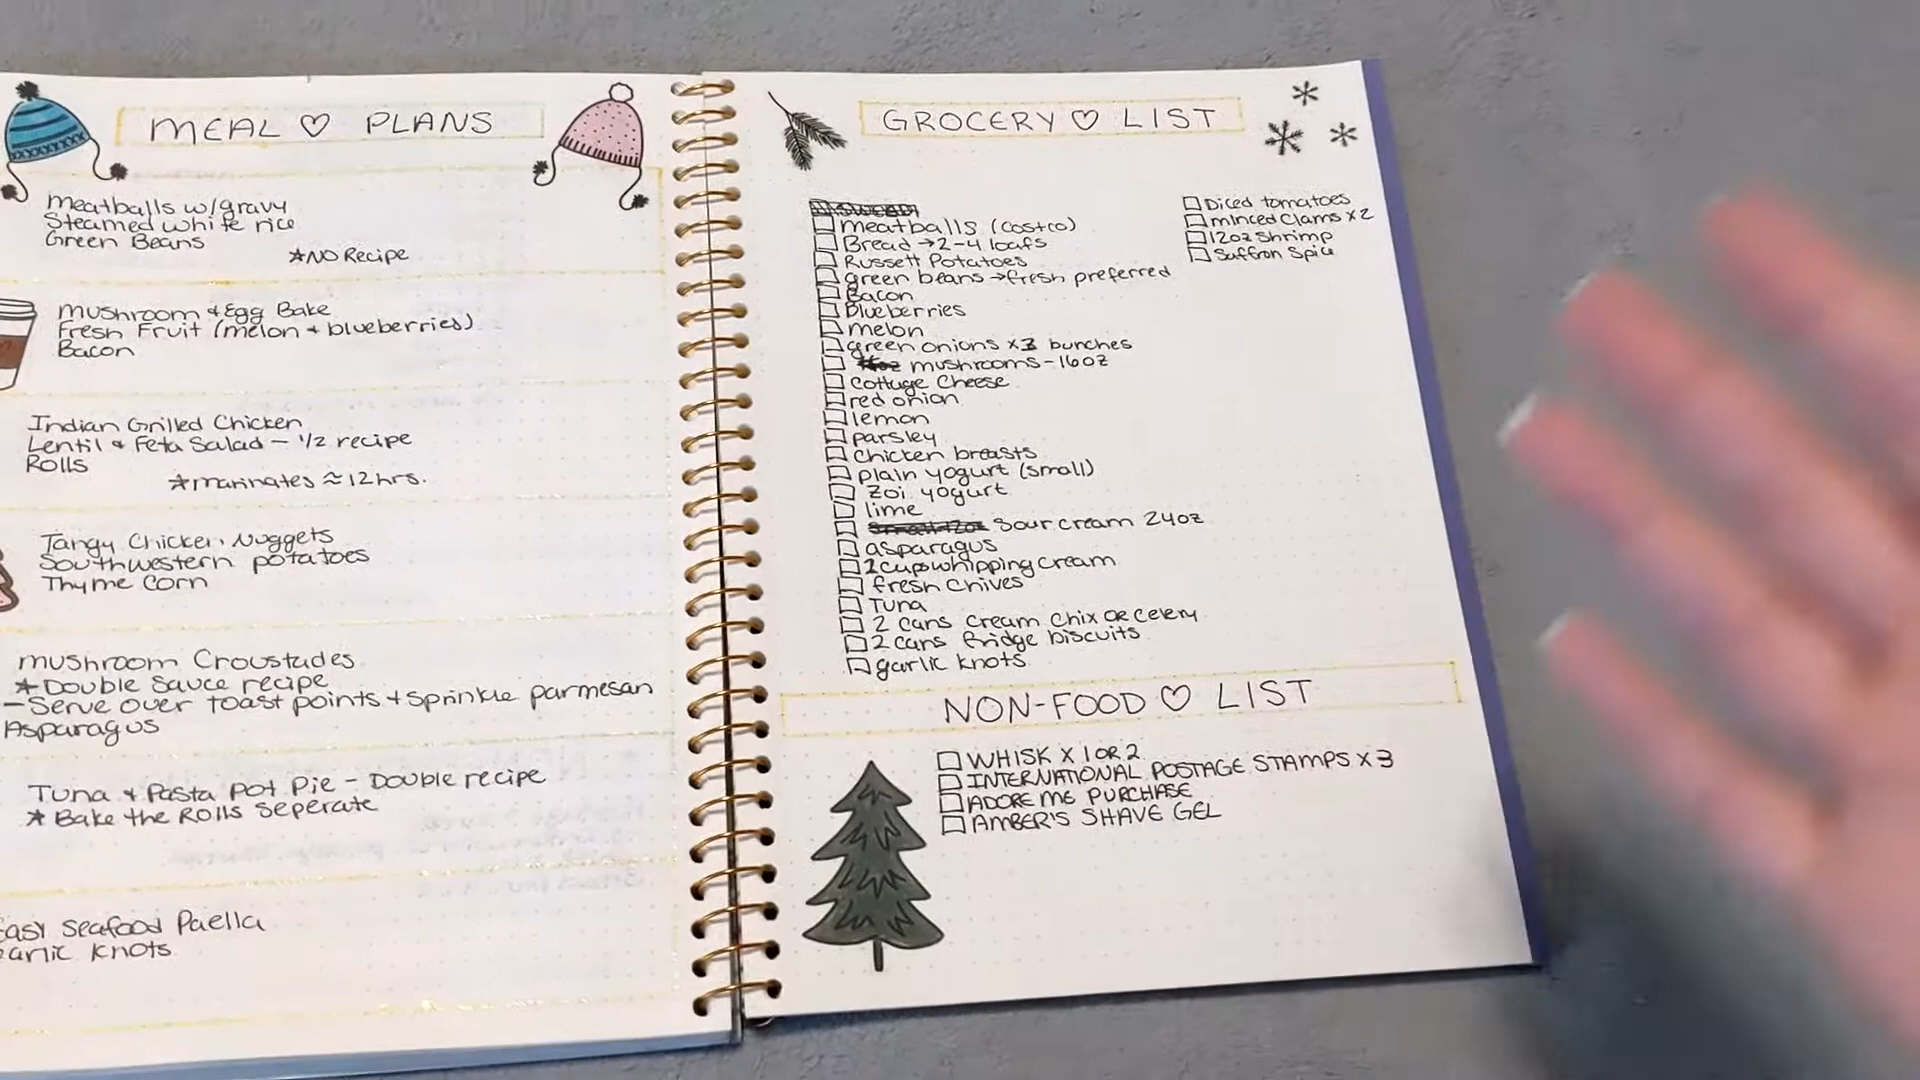 MEAL ♡ PLANS
Meatballs w/gravy
Steamed white rice
Green Beans
*NO Recipe
Mushroom + Egg Bake
Fresh Fruit (melon + blueberries)
Bacon
Indian Grilled Chicken
Lentil & Feta Salad - 1/2 recipe
Rolls
*marinates ≈ 12 hrs.
Tangy Chicken Nuggets
Southwestern potatoes
Thyme Corn
Mushroom Croustades
*Double Sauce recipe
- Serve over toast points + sprinkle parmesan
Asparagus
Tuna & Pasta Pot Pie - Double recipe
* Bake the Rolls Seperate
Easy Seafood Paella
Garlic Knots
GROCERY ♡ LIST
Meatballs (Costco)
Bread → 2-4 loafs
Russett Potatoes
green beans → fresh preferred
Bacon
Blueberries
melon
green onions x3 bunches
mushrooms - 16oz
Cottage Cheese
red onion
lemon
parsley
chicken breasts
plain yogurt (small)
Zoi yogurt
lime
Sour cream 24oz
asparagus
2 cups whipping cream
fresh Chives
Tuna
2 cans cream chix OR celery
2 cans fridge biscuits
garlic knots
Diced tomatoes
minced clams x2
12oz Shrimp
Saffron Spice
NON-FOOD ♡ LIST
WHISK X 1 OR 2
INTERNATIONAL POSTAGE STAMPS X 3
ADORE ME PURCHASE
AMBER'S SHAVE GEL